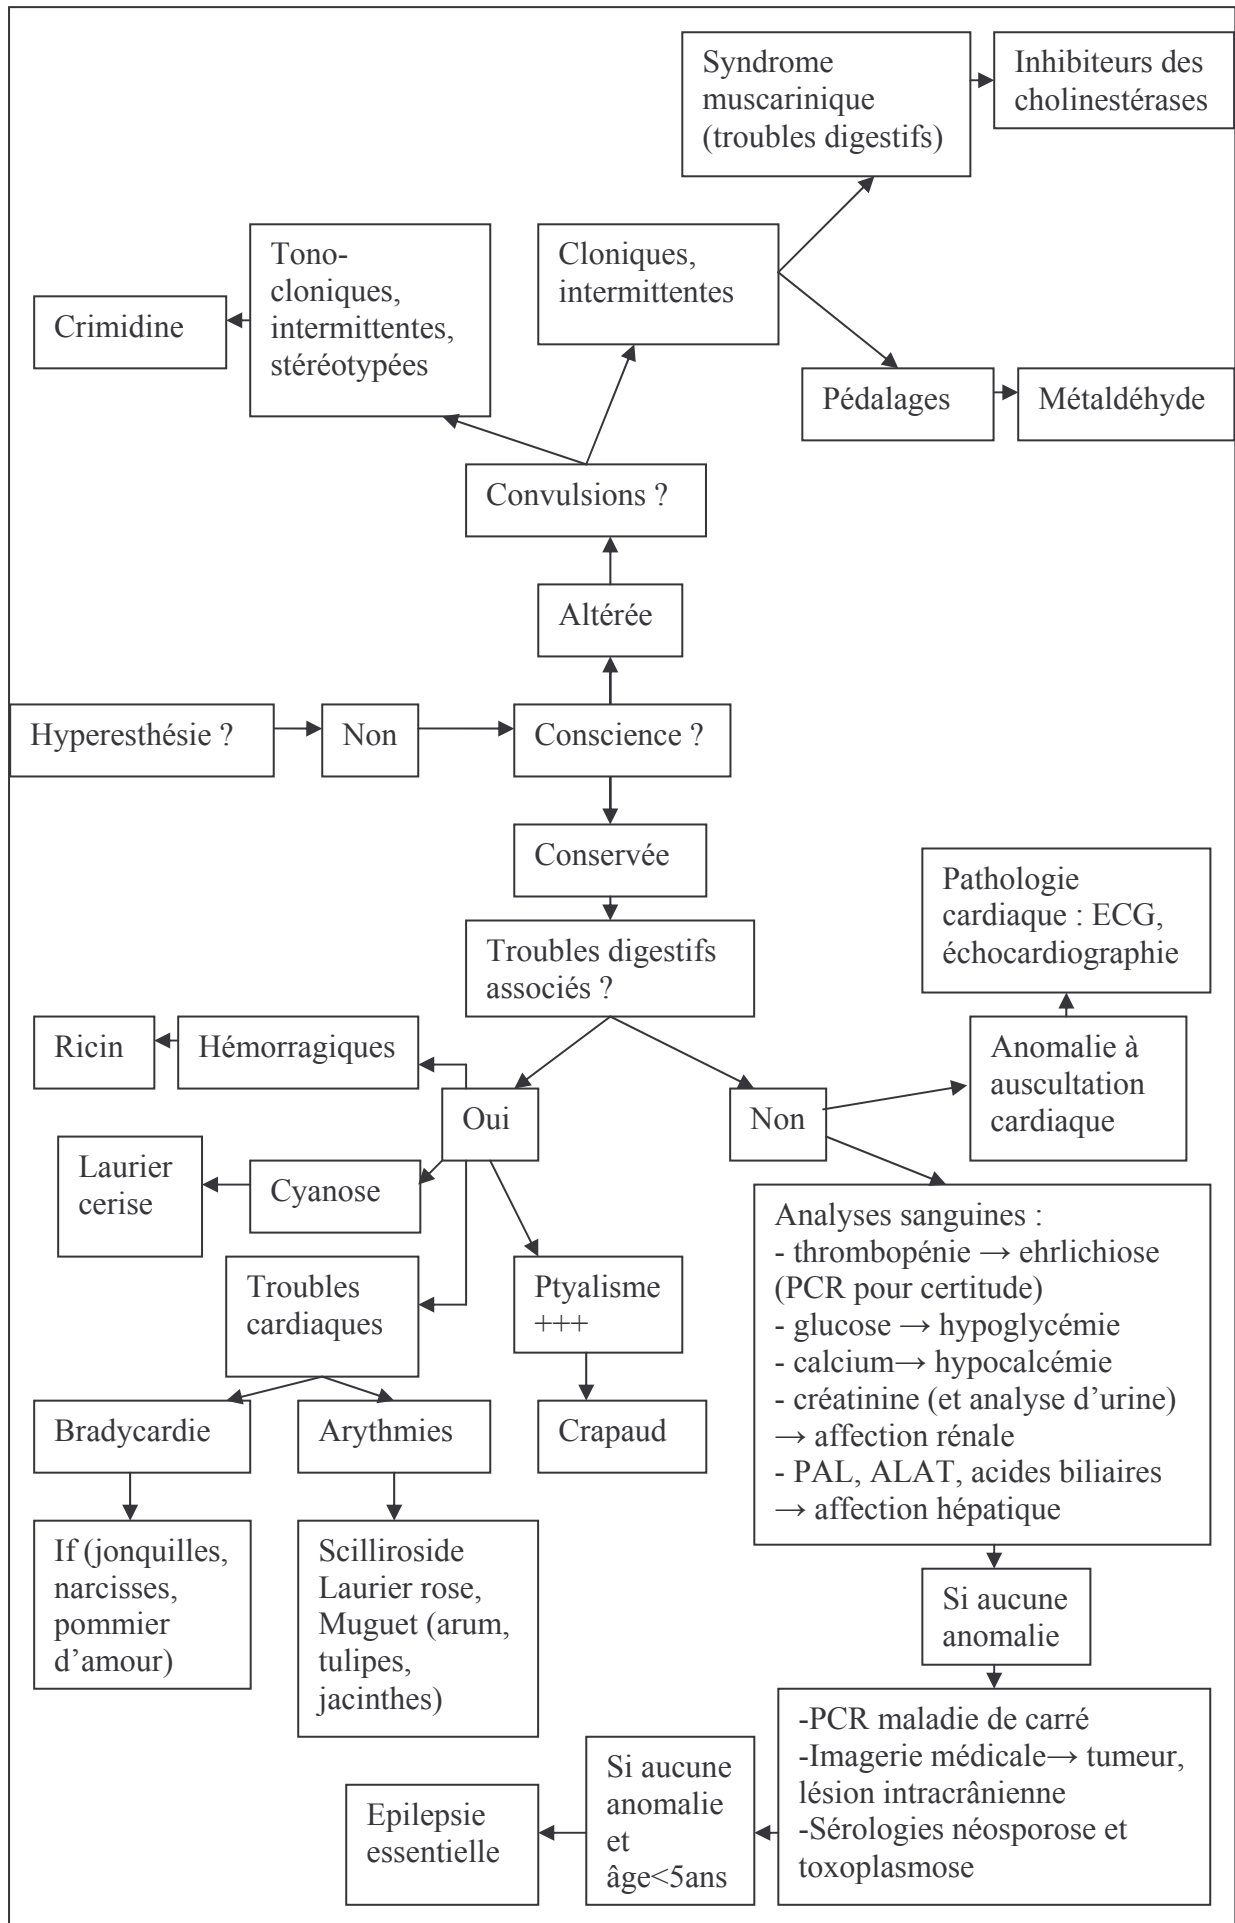 Syndrome
muscarinique
(troubles digestifs)
Inhibiteurs des
cholinestérases
Tono-
cloniques,
intermittentes,
stéréotypées
Cloniques,
intermittentes
Crimidine
Pédalages
Métaldéhyde
Convulsions ?
Altérée
Hyperesthésie ?
Non
Conscience ?
Conservée
Troubles digestifs
associés ?
Pathologie
cardiaque : ECG,
échocardiographie
Ricin
Hémorragiques
Anomalie à
auscultation
cardiaque
Oui
Non
Laurier
cerise
Cyanose
Analyses sanguines :
- thrombopénie → ehrlichiose
(PCR pour certitude)
- glucose → hypoglycémie
- calcium→ hypocalcémie
- créatinine (et analyse d’urine)
→ affection rénale
- PAL, ALAT, acides biliaires
→ affection hépatique
Troubles
cardiaques
Ptyalisme
+++
Bradycardie
Arythmies
Crapaud
If (jonquilles,
narcisses,
pommier
d’amour)
Scilliroside
Laurier rose,
Muguet (arum,
tulipes,
jacinthes)
Si aucune
anomalie
-PCR maladie de carré
-Imagerie médicale→ tumeur,
lésion intracrânienne
-Sérologies néosporose et
toxoplasmose
Si aucune
anomalie
et
âge<5ans
Epilepsie
essentielle